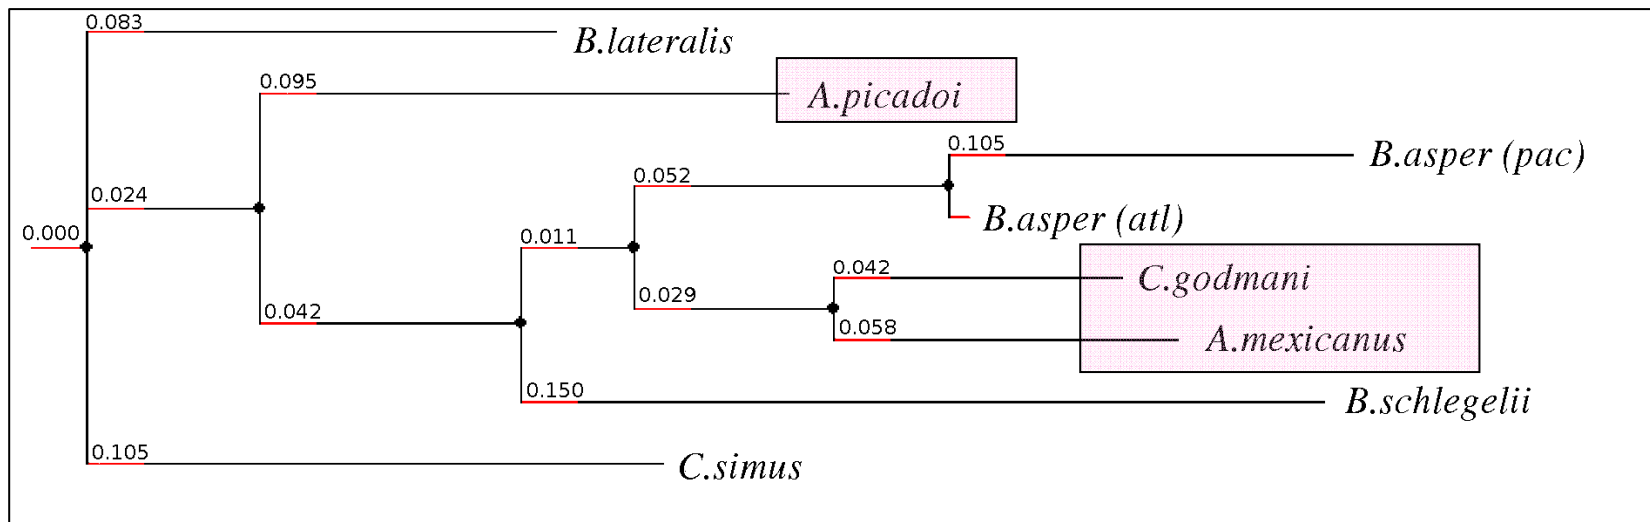 0.083
B.lateralis
0.095
A.picadoi
0.105
B.asper (pac)
0.052
0.024
B.asper (atl)
0.000
0.011
0.042
C.godmani
0.029
0.042
0.058
A.mexicanus
0.150
B.schlegelii
0.105
C.simus